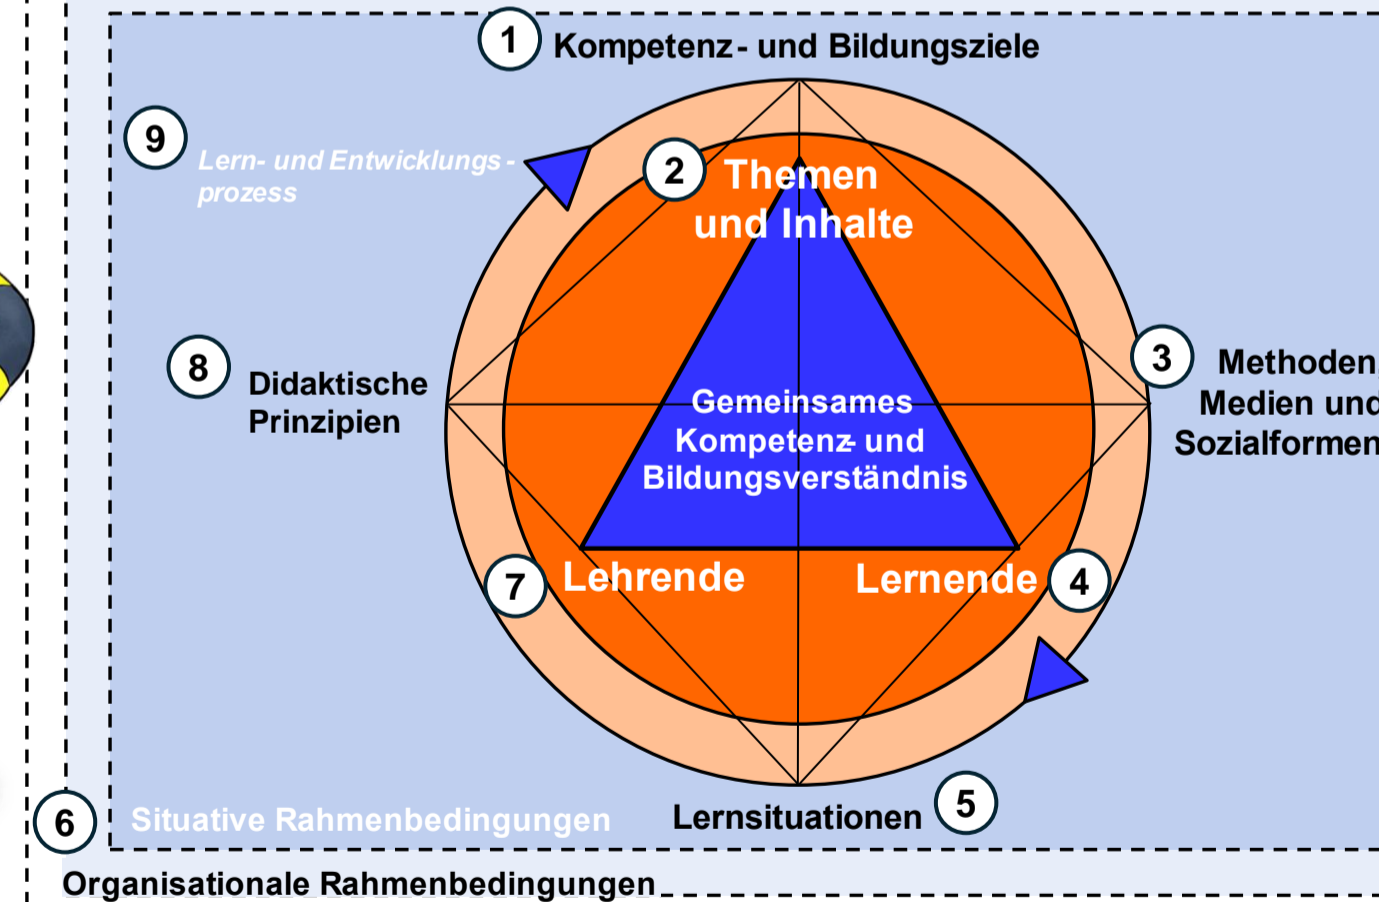 1 Kompetenz- und Bildungsziele
9
Lern- und Entwicklungs-
prozess
2 Themen
und Inhalte
3 Methoden,
Medien und
Sozialformen
8 Didaktische
Prinzipien
Gemeinsames
Kompetenz- und
Bildungsverständnis
7 Lehrende
Lernende 4
Lernsituationen 5
6 Situative Rahmenbedingungen
Organisationale Rahmenbedingungen